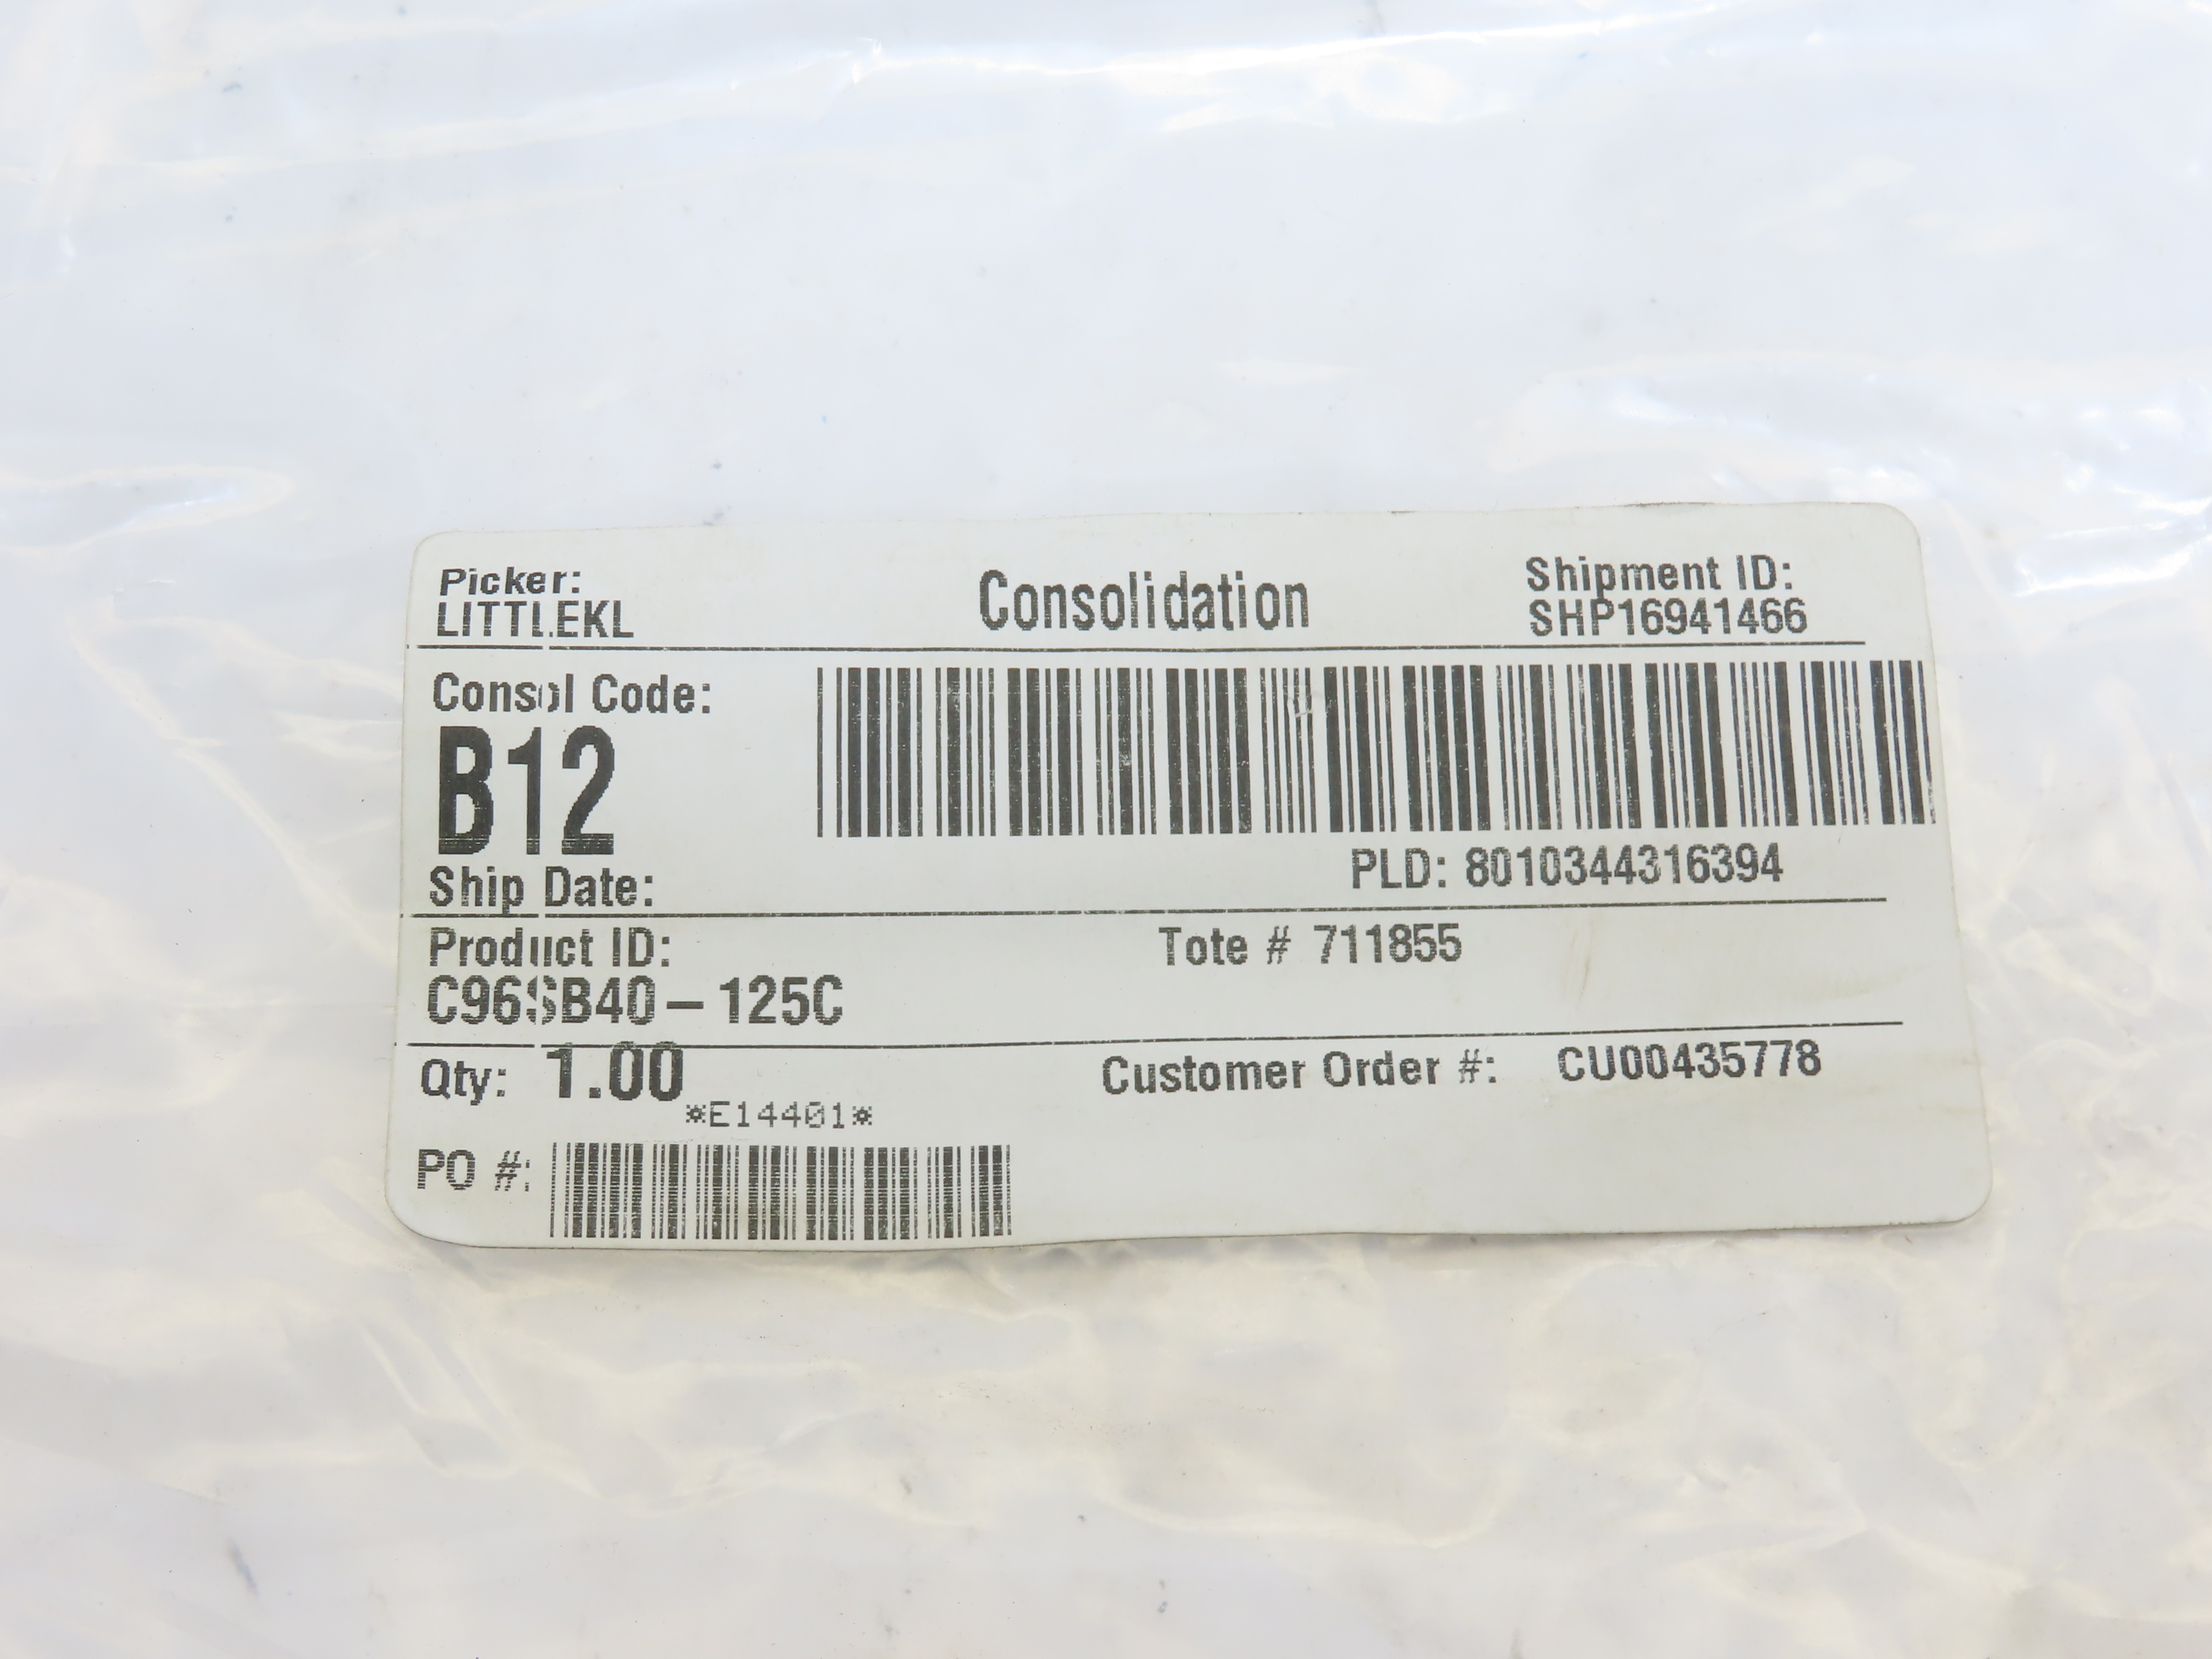 Picker:
LITTLEKL
Consolidation
Shipment ID:
SHP16941466
Consol Code:
B12
Ship Date:
PLD: 8010344316394
Product ID:
C96SB40-125C
Tote # 711855
Qty: 1.00
Customer Order #: CU00435778
*E14401*
PO #: